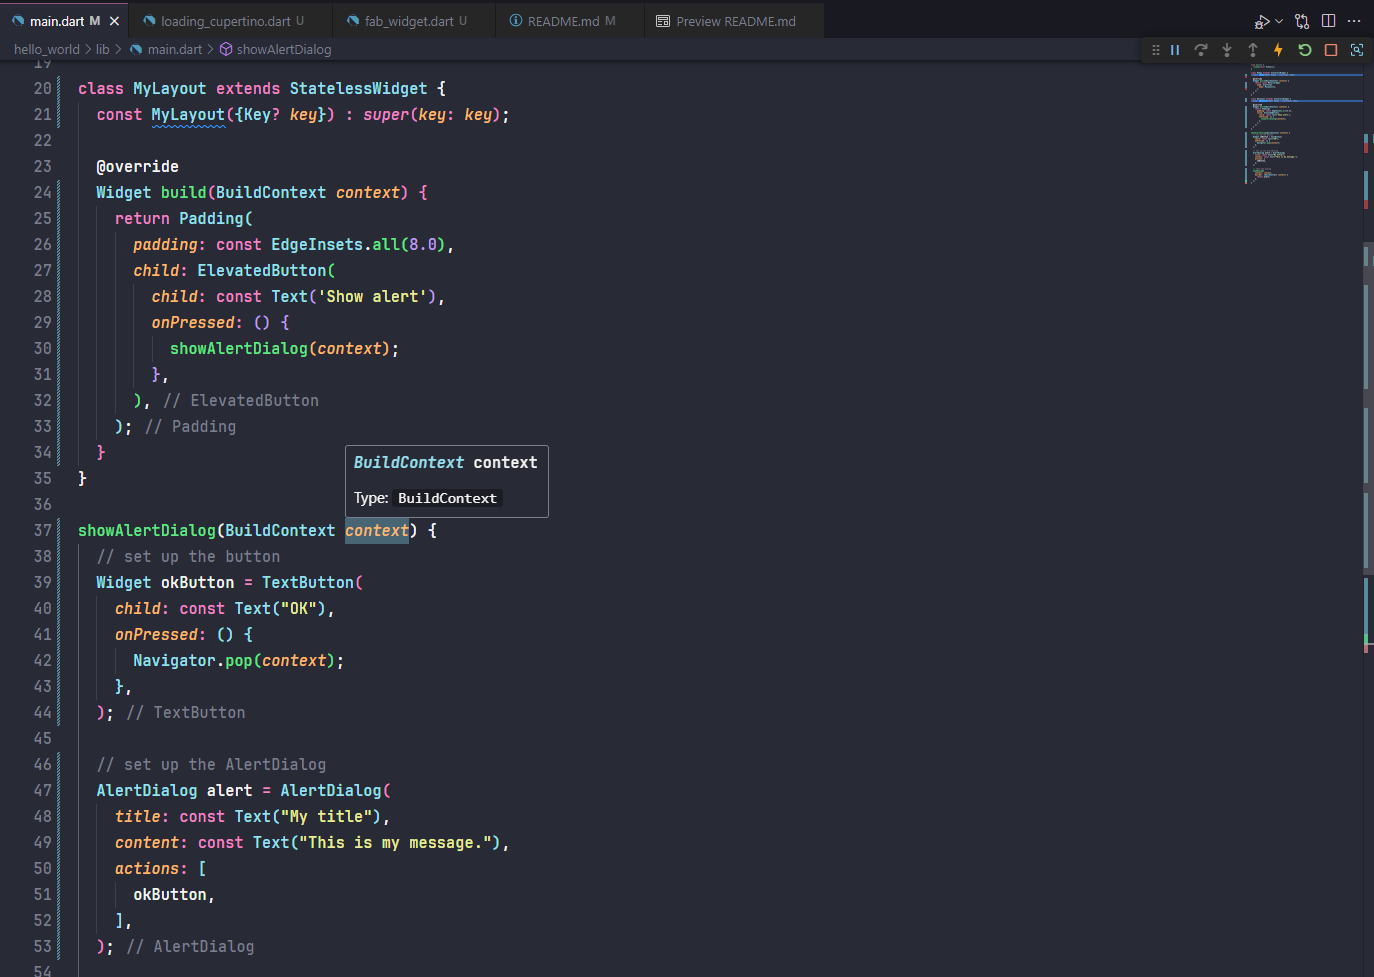 main.dart M
loading_cupertino.dart U
fab_widget.dart U
README.md M
Preview README.md
hello_world > lib > main.dart > showAlertDialog
19
20 class MyLayout extends StatelessWidget {
21 const MyLayout({Key? key}) : super(key: key);
22
23 @override
24 Widget build(BuildContext context) {
25 return Padding(
26 padding: const EdgeInsets.all(8.0),
27 child: ElevatedButton(
28 child: const Text('Show alert'),
29 onPressed: () {
30 showAlertDialog(context);
31 },
32 ), // ElevatedButton
33 ); // Padding
34 }
BuildContext context
35 }
Type: BuildContext
36
37 showAlertDialog(BuildContext context) {
38 // set up the button
39 Widget okButton = TextButton(
40 child: const Text("OK"),
41 onPressed: () {
42 Navigator.pop(context);
43 },
44 ); // TextButton
45
46 // set up the AlertDialog
47 AlertDialog alert = AlertDialog(
48 title: const Text("My title"),
49 content: const Text("This is my message."),
50 actions: [
51 okButton,
52 ],
53 ); // AlertDialog
54